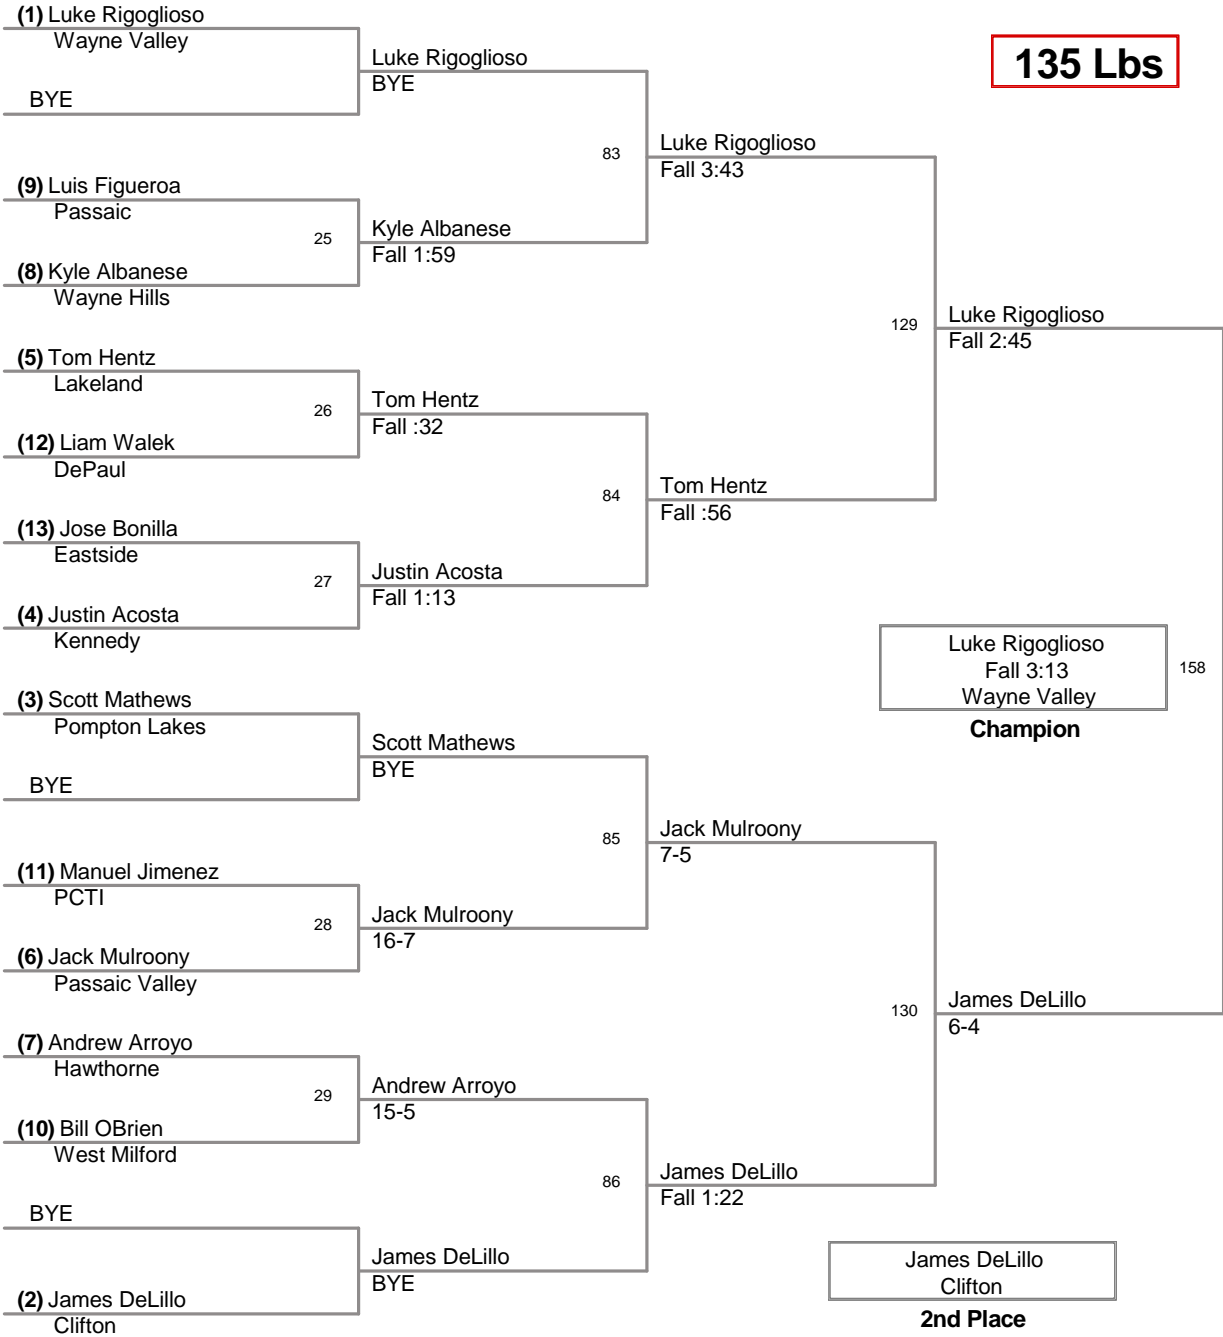 (1) Luke Rigoglioso
Wayne Valley
BYE
(9) Luis Figueroa
Passaic
25
(8) Kyle Albanese
Wayne Hills
(5) Tom Hentz
Lakeland
26
(12) Liam Walek
DePaul
(13) Jose Bonilla
Eastside
27
(4) Justin Acosta
Kennedy
(3) Scott Mathews
Pompton Lakes
BYE
(11) Manuel Jimenez
PCTI
28
(6) Jack Mulroony
Passaic Valley
(7) Andrew Arroyo
Hawthorne
29
(10) Bill OBrien
West Milford
BYE
(2) James DeLillo
Clifton
Luke Rigoglioso
BYE
83
Kyle Albanese
Fall 1:59
Tom Hentz
Fall :32
84
Justin Acosta
Fall 1:13
Scott Mathews
BYE
85
Jack Mulroony
16-7
Andrew Arroyo
15-5
86
James DeLillo
BYE
Luke Rigoglioso
Fall 3:43
129
Tom Hentz
Fall :56
Jack Mulroony
7-5
130
James DeLillo
Fall 1:22
135 Lbs
Luke Rigoglioso
Fall 2:45
Luke Rigoglioso
Fall 3:13
Wayne Valley
158
Champion
James DeLillo
6-4
James DeLillo
Clifton
2nd Place